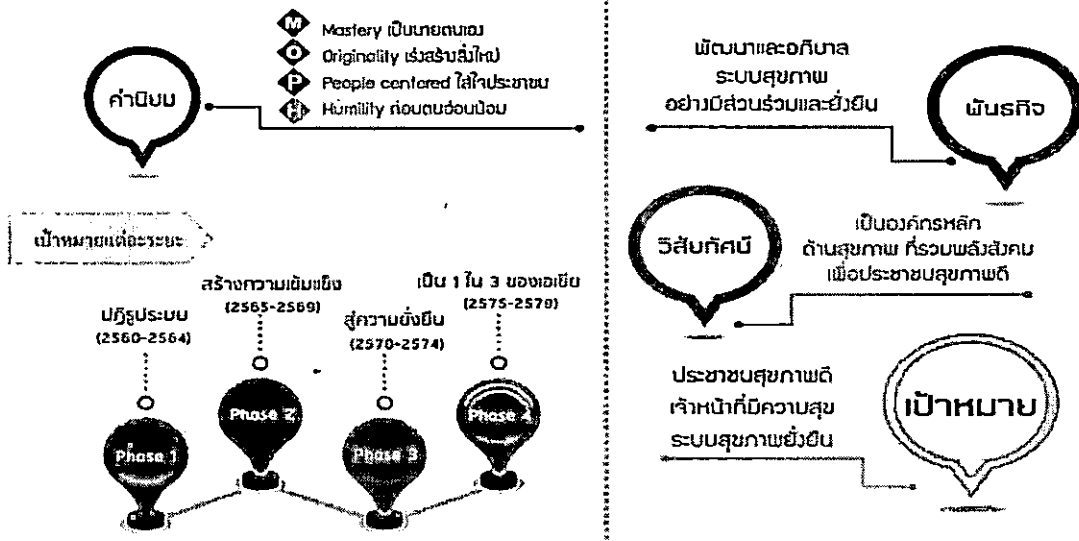 ค่านิยม
M Mastery เป็นนายตนเอง
O Originality เร่งสร้างสิ่งใหม่
P People centered ใส่ใจประชาชน
H Humility ถ่อมตนอ่อนน้อม
พัฒนาและอภิบาล
ระบบสุขภาพ
อย่างมีส่วนร่วมและยั่งยืน
พันธกิจ
วิสัยทัศน์
เป็นองค์กรหลัก
ด้านสุขภาพ ที่รวมพลังสังคม
เพื่อประชาชนสุขภาพดี
เป้าหมายแต่ละระยะ
ปฏิรูประบบ
(2560-2564)
สร้างความเข้มแข็ง
(2565-2569)
สู่ความยั่งยืน
(2570-2574)
เป็น 1 ใน 3 ของเอเชีย
(2575-2579)
Phase 1
Phase 2
Phase 3
Phase 4
ประชาชนสุขภาพดี
เจ้าหน้าที่มีความสุข
ระบบสุขภาพยั่งยืน
เป้าหมาย